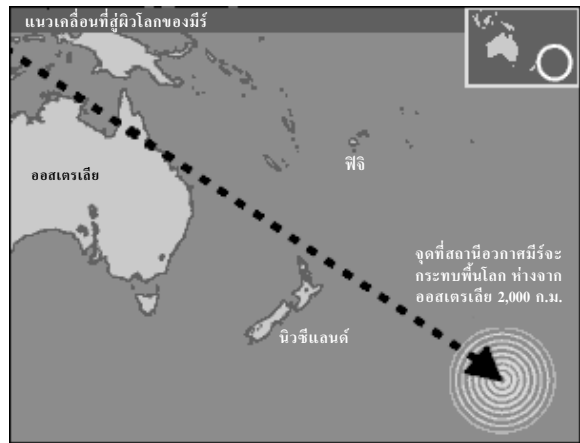 แนวเคลื่อนที่สู่ผิวโลกของมีร์
ออสเตรเลีย
ฟิจิ
จุดที่สถานีอวกาศมีร์จะ
กระทบพื้นโลก ห่างจาก
ออสเตรเลีย 2,000 ก.ม.
นิวซีแลนด์